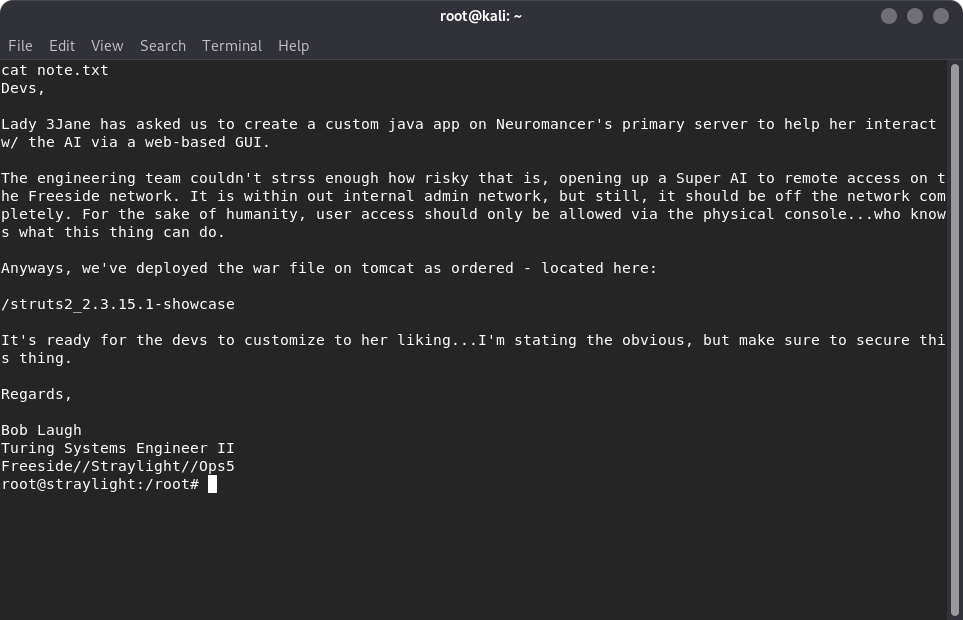 root@kali: ~
File Edit View Search Terminal Help
cat note.txt
Devs,
Lady 3Jane has asked us to create a custom java app on Neuromancer's primary server to help her interact
w/ the AI via a web-based GUI.
The engineering team couldn't strss enough how risky that is, opening up a Super AI to remote access on t
he Freeside network. It is within out internal admin network, but still, it should be off the network com
pletely. For the sake of humanity, user access should only be allowed via the physical console...who know
s what this thing can do.
Anyways, we've deployed the war file on tomcat as ordered - located here:
/struts2_2.3.15.1-showcase
It's ready for the devs to customize to her liking...I'm stating the obvious, but make sure to secure thi
s thing.
Regards,
Bob Laugh
Turing Systems Engineer II
Freeside//Straylight//Ops5
root@straylight:/root#